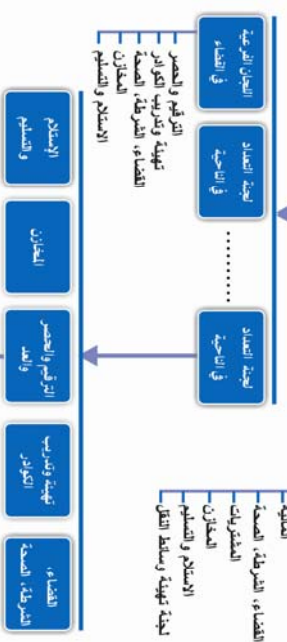 اللجان الفرعية
في القضاء
لجنة التعداد
في الناحية
..........
لجنة التعداد
في الناحية
الترقيم والحصر
تهيئة وتدريب الكوادر
القضاء، الشرطة، الصحة
المخازن
الاستلام والتسليم
القضاء، الشرطة، الصحة
المشتريات
المخازن
الاستلام والتسليم
لجنة تهيئة وسائط النقل
الإستلام
والتسليم
المخازن
الترقيم والحصر
والعد
تهيئة وتدريب
الكوادر
القضاء،
الشرطة، الصحة